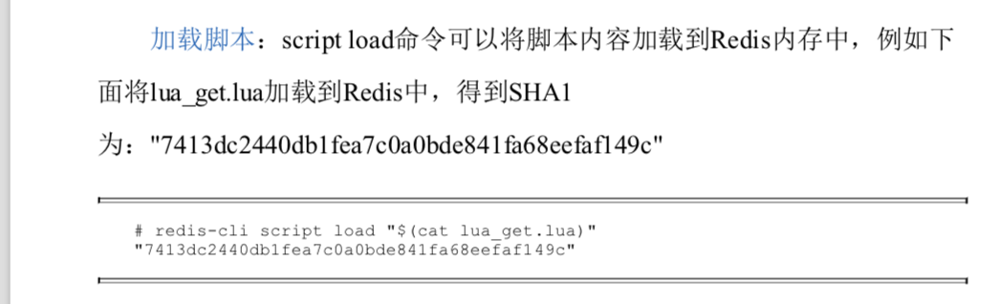 加载脚本：script load命令可以将脚本内容加载到Redis内存中，例如下
面将lua_get.lua加载到Redis中，得到SHA1
为："7413dc2440db1fea7c0a0bde841fa68eefaf149c"
# redis-cli script load "$(cat lua_get.lua)"
"7413dc2440db1fea7c0a0bde841fa68eefaf149c"